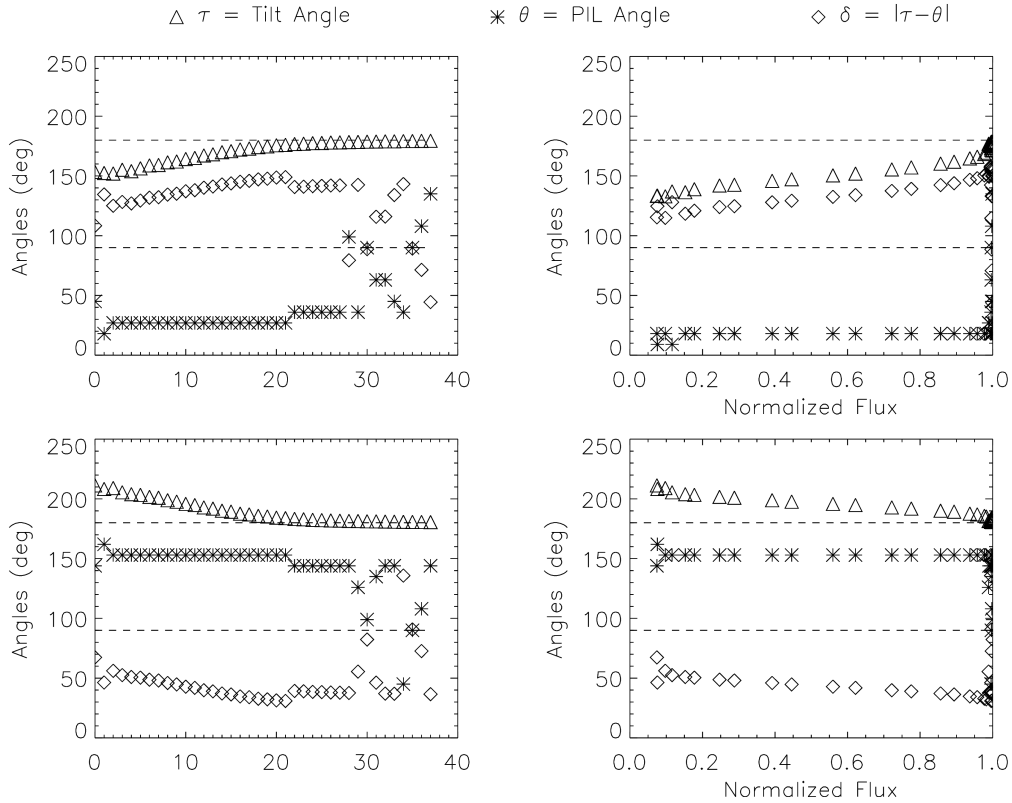 △ τ = Tilt Angle ✳ θ = PIL Angle ◇ δ = |τ−θ|
250
200
150
100
50
0
Angles (deg)
0 10 20 30 40
250
200
150
100
50
0
Angles (deg)
0.0 0.2 0.4 0.6 0.8 1.0
Normalized Flux
250
200
150
100
50
0
Angles (deg)
0 10 20 30 40
250
200
150
100
50
0
Angles (deg)
0.0 0.2 0.4 0.6 0.8 1.0
Normalized Flux